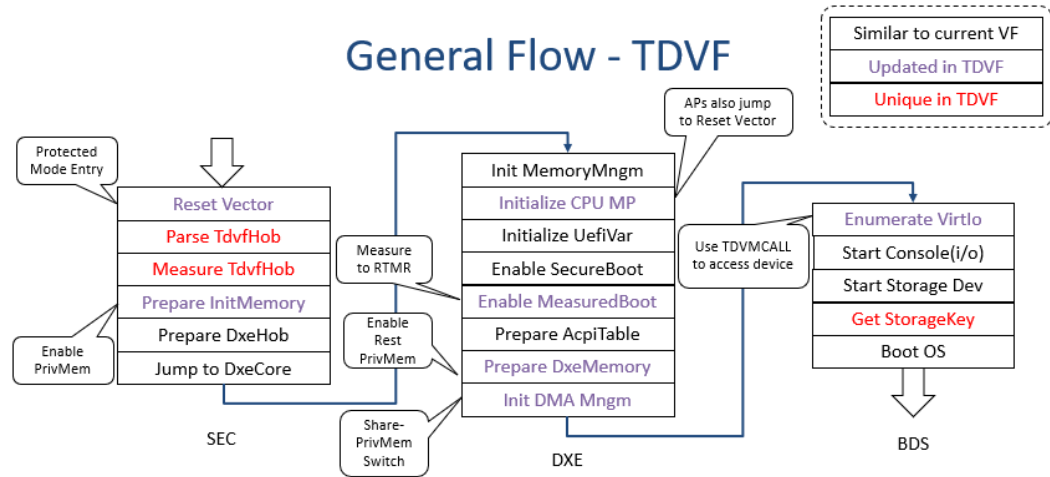 General Flow - TDVF
Similar to current VF
Updated in TDVF
Unique in TDVF
Protected
Mode Entry
Reset Vector
Parse TdvfHob
Measure TdvfHob
Prepare InitMemory
Prepare DxeHob
Jump to DxeCore
Enable
PrivMem
SEC
APs also jump
to Reset Vector
Init MemoryMngm
Initialize CPU MP
Initialize UefiVar
Enable SecureBoot
Enable MeasuredBoot
Prepare AcpiTable
Prepare DxeMemory
Init DMA Mngm
Measure
to RTMR
Enable
Rest
PrivMem
Share-
PrivMem
Switch
DXE
Use TDVMCALL
to access device
Enumerate VirtIo
Start Console(i/o)
Start Storage Dev
Get StorageKey
Boot OS
BDS